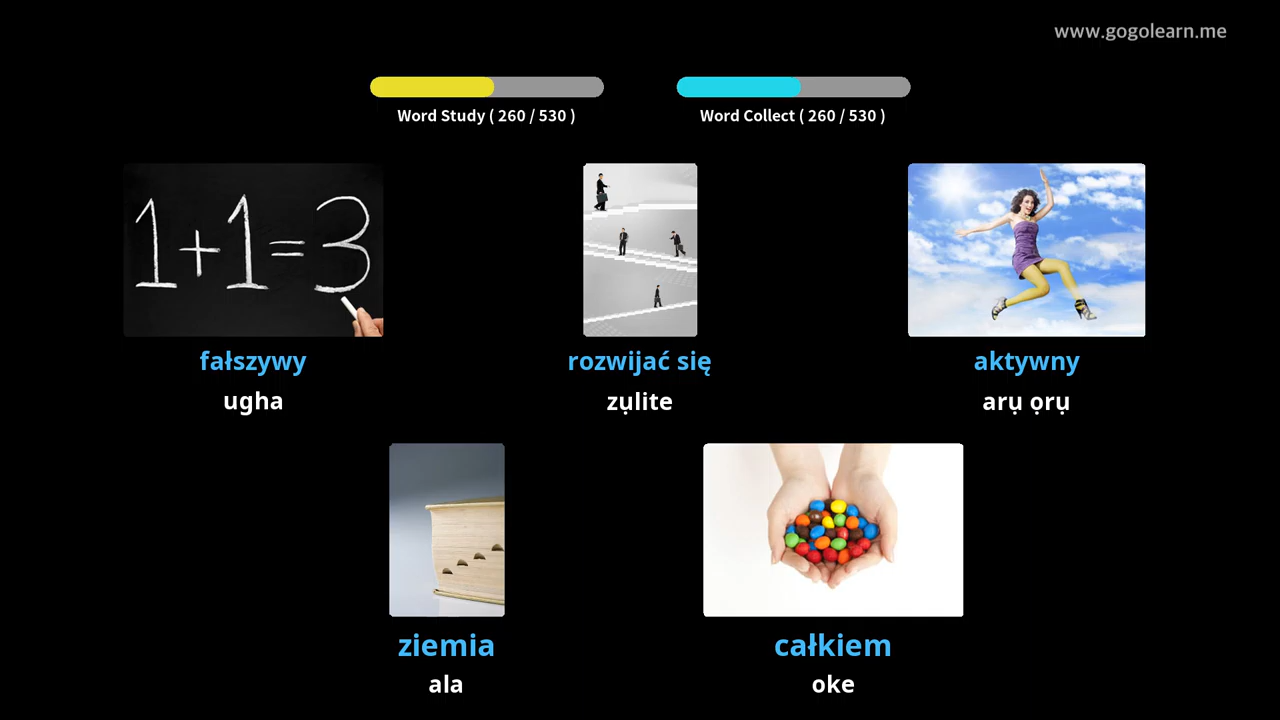 www.gogolearn.me
Word Study ( 260 / 530 )
Word Collect ( 260 / 530 )
1+1=3
fałszywy
ugha
rozwijać się
zụlite
aktywny
arụ ọrụ
ziemia
ala
całkiem
oke